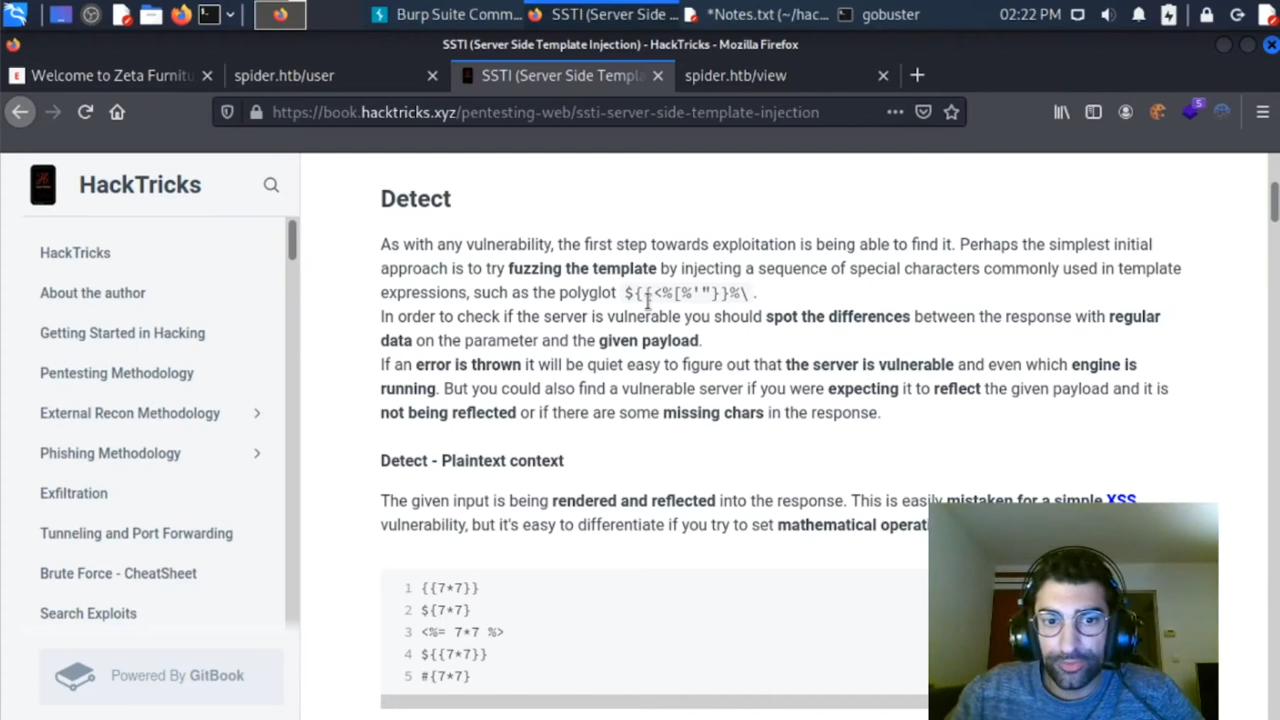 Burp Suite Comm...
SSTI (Server Side ...
*Notes.txt (~/hac...
gobuster
02:22 PM
SSTI (Server Side Template Injection) - HackTricks - Mozilla Firefox
Welcome to Zeta Furnitu
spider.htb/user
SSTI (Server Side Templa
spider.htb/view
https://book.hacktricks.xyz/pentesting-web/ssti-server-side-template-injection
5
HackTricks
HackTricks
About the author
Getting Started in Hacking
Pentesting Methodology
External Recon Methodology
Phishing Methodology
Exfiltration
Tunneling and Port Forwarding
Brute Force - CheatSheet
Search Exploits
Powered By GitBook
Detect
As with any vulnerability, the first step towards exploitation is being able to find it. Perhaps the simplest initial
approach is to try fuzzing the template by injecting a sequence of special characters commonly used in template
expressions, such as the polyglot ${{<%[%'"}}%\ .
In order to check if the server is vulnerable you should spot the differences between the response with regular
data on the parameter and the given payload.
If an error is thrown it will be quiet easy to figure out that the server is vulnerable and even which engine is
running. But you could also find a vulnerable server if you were expecting it to reflect the given payload and it is
not being reflected or if there are some missing chars in the response.
Detect - Plaintext context
The given input is being rendered and reflected into the response. This is easily mistaken for a simple XSS
vulnerability, but it's easy to differentiate if you try to set mathematical operat
1 {{7*7}}
2 ${7*7}
3 <%= 7*7 %>
4 ${{7*7}}
5 #{7*7}